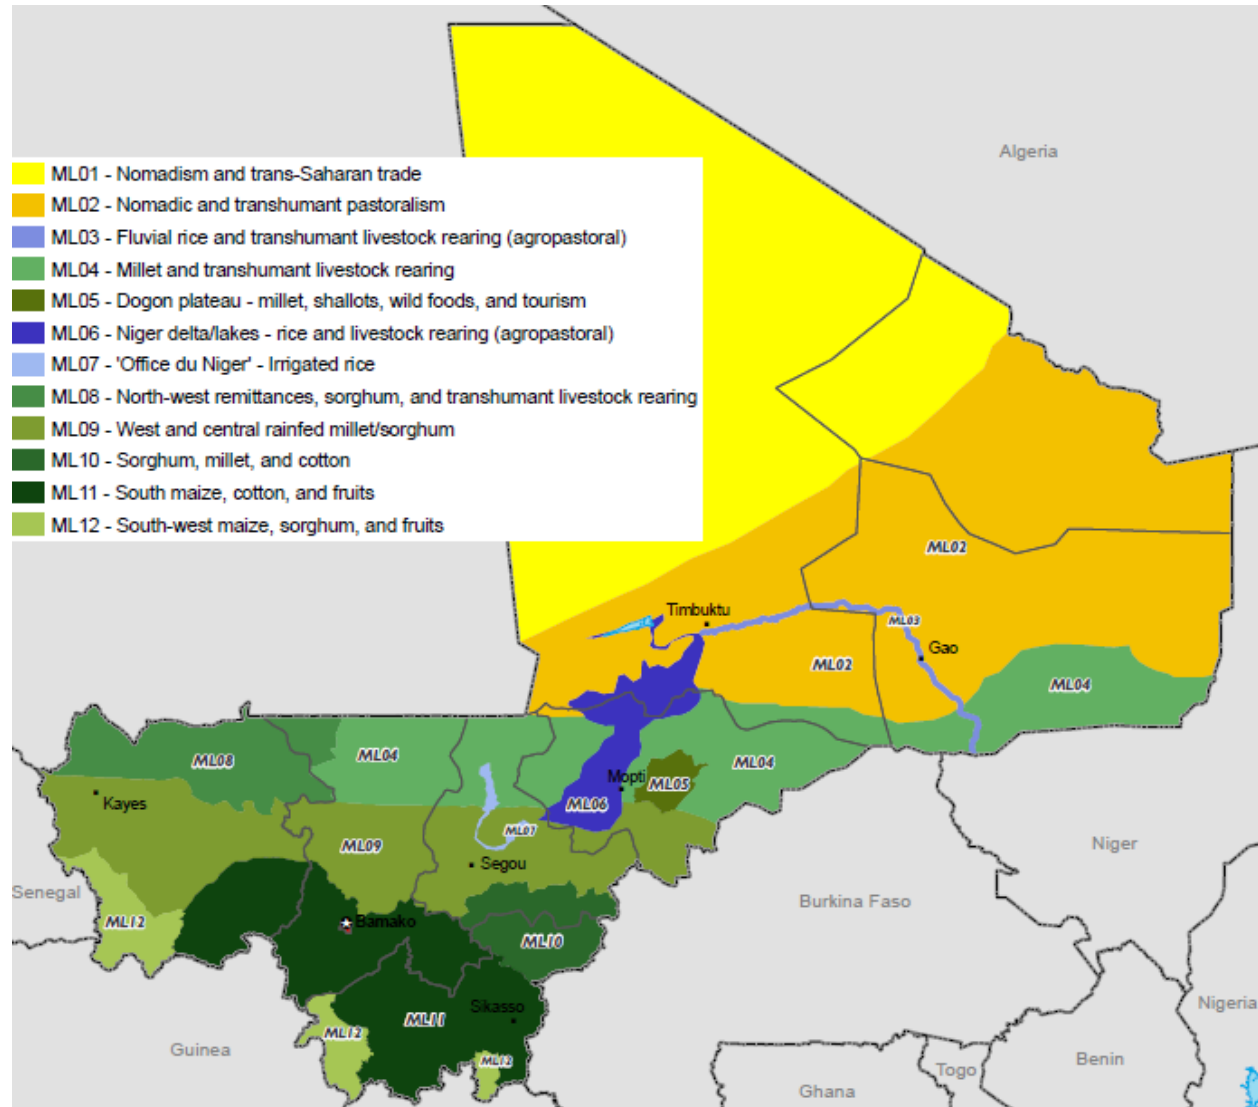 Algeria
ML01 - Nomadism and trans-Saharan trade
ML02 - Nomadic and transhumant pastoralism
ML03 - Fluvial rice and transhumant livestock rearing (agropastoral)
ML04 - Millet and transhumant livestock rearing
ML05 - Dogon plateau - millet, shallots, wild foods, and tourism
ML06 - Niger delta/lakes - rice and livestock rearing (agropastoral)
ML07 - 'Office du Niger' - Irrigated rice
ML08 - North-west remittances, sorghum, and transhumant livestock rearing
ML09 - West and central rainfed millet/sorghum
ML10 - Sorghum, millet, and cotton
ML11 - South maize, cotton, and fruits
ML12 - South-west maize, sorghum, and fruits
ML02
Timbuktu
ML03
Gao
ML02
ML04
ML08
ML04
ML04
Mopti
ML05
Kayes
ML06
ML07
ML09
Niger
Segou
Senegal
Burkina Faso
ML12
Bamako
ML10
Nigeria
Sikasso
ML11
ML12
Guinea
ML12
Benin
Togo
Ghana